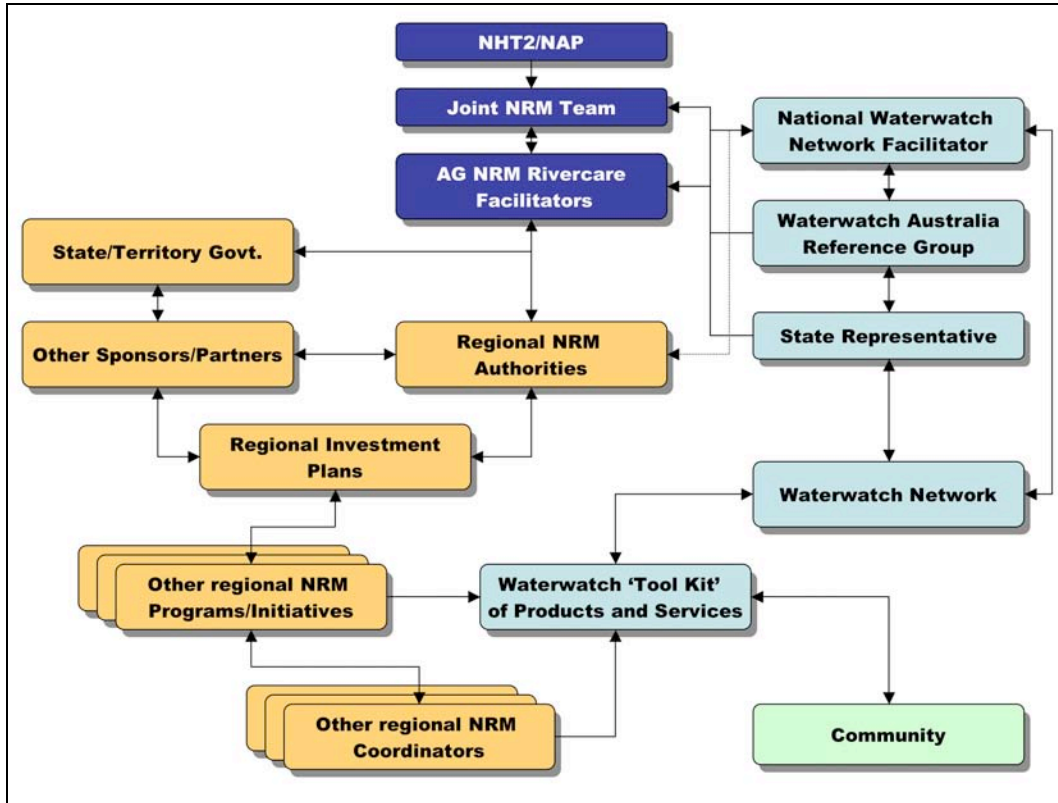 NHT2/NAP
Joint NRM Team
AG NRM Rivercare
Facilitators
National Waterwatch
Network Facilitator
Waterwatch Australia
Reference Group
State Representative
State/Territory Govt.
Other Sponsors/Partners
Regional NRM
Authorities
Regional Investment
Plans
Waterwatch Network
Other regional NRM
Programs/Initiatives
Waterwatch ‘Tool Kit’
of Products and Services
Other regional NRM
Coordinators
Community